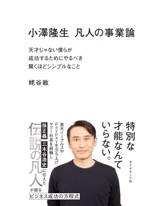 小澤隆生 凡人の事業論
天才じゃない僕らが
成功するためにやるべき
驚くほどシンプルなこと
蛯谷敏
特別な
才能なんて
いらない。
伝説の凡人
が語る
ビジネス成功の方程式